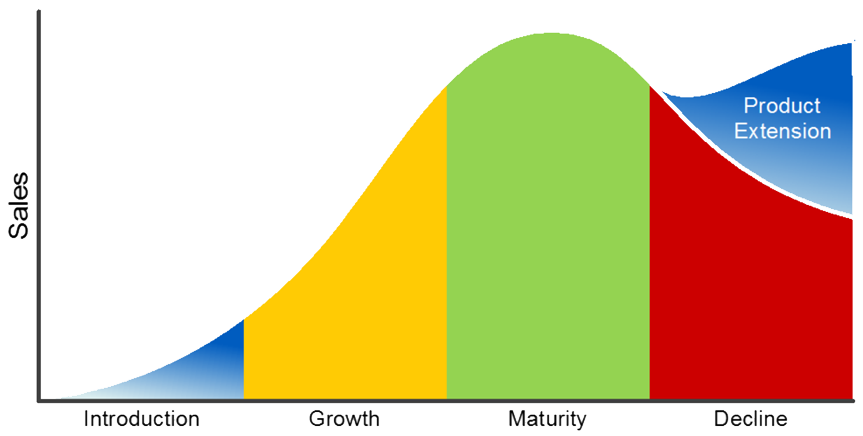 Product
Extension
Sales
Introduction
Growth
Maturity
Decline